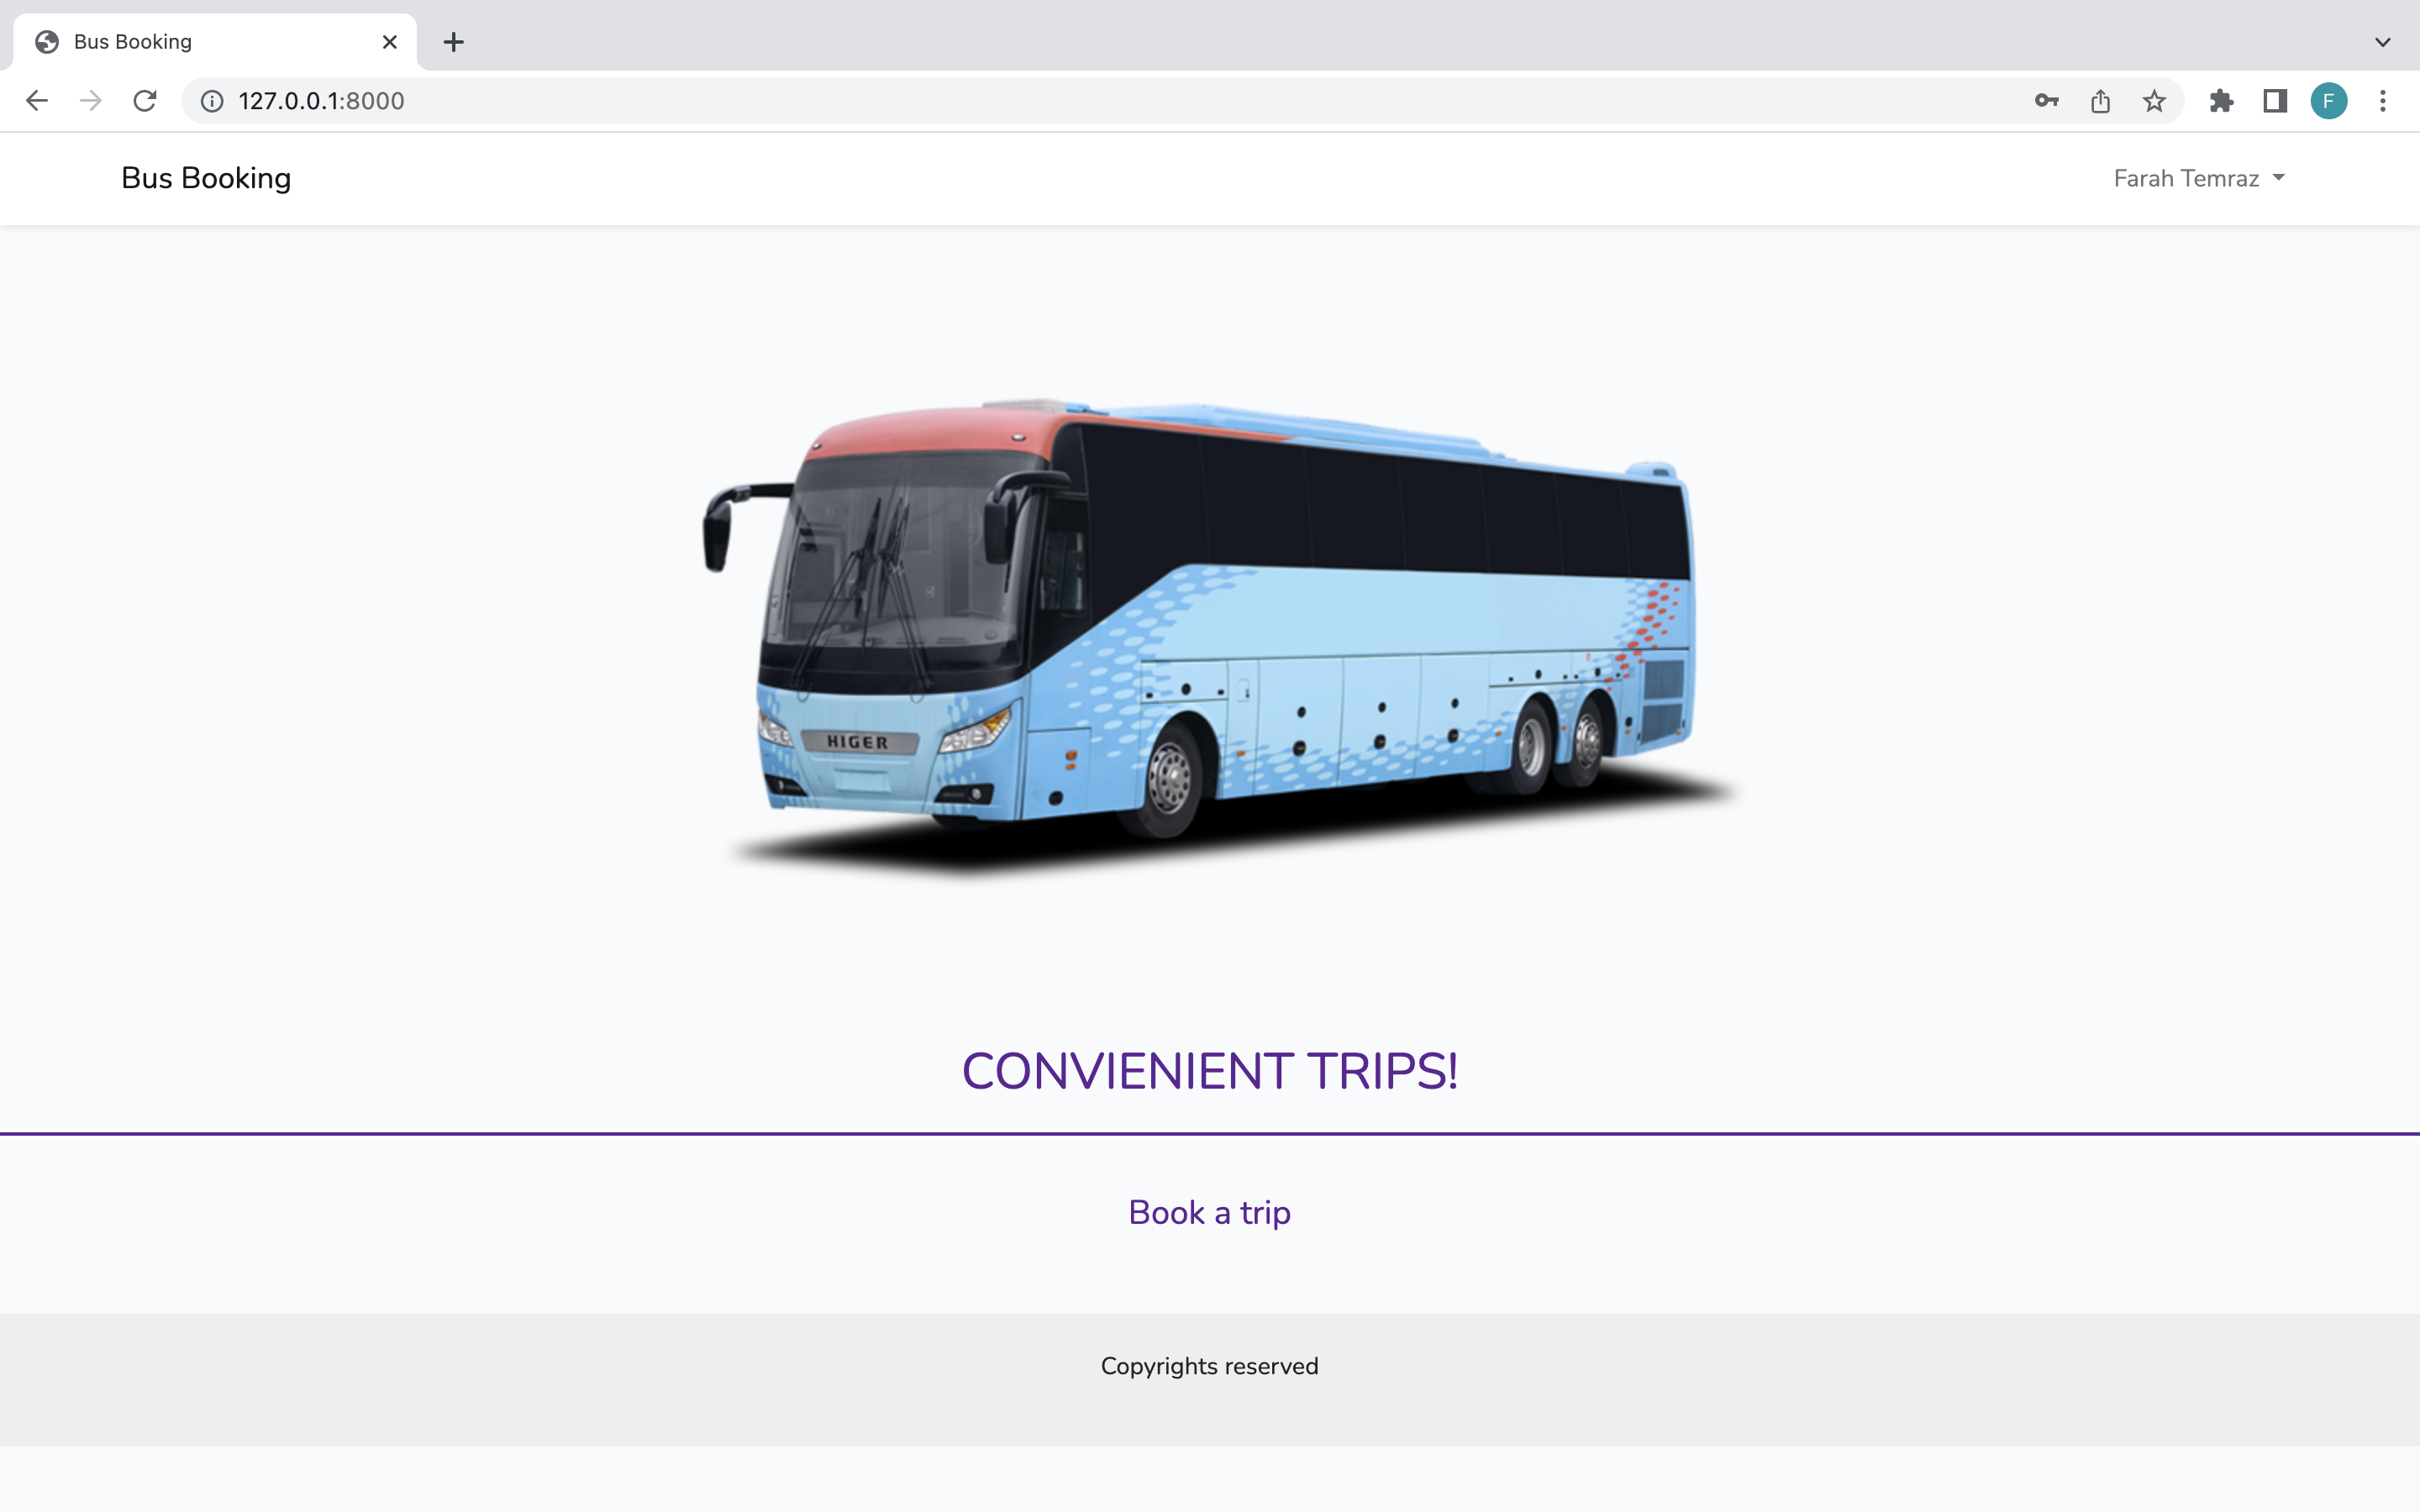 Bus Booking
127.0.0.1:8000
F
Bus Booking
Farah Temraz
HIGER
CONVIENIENT TRIPS!
Book a trip
Copyrights reserved